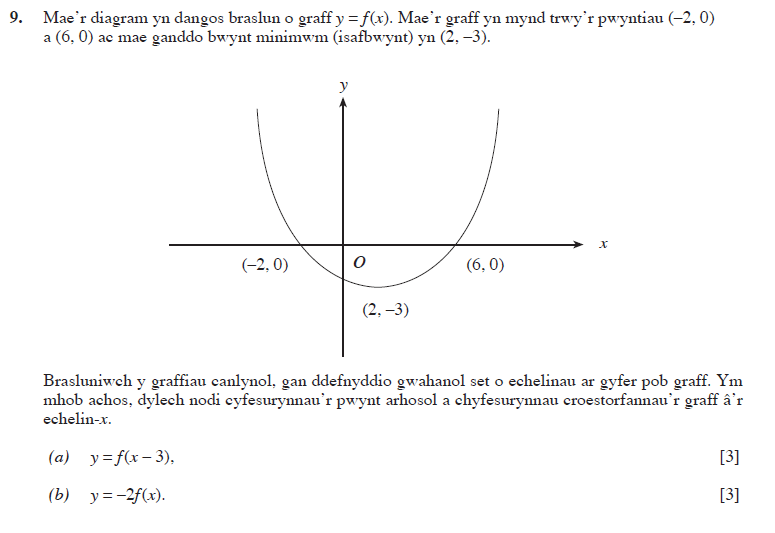 9. Mae'r diagram yn dangos braslun o graff y = f(x). Mae'r graff yn mynd trwy'r pwyntiau (–2, 0)
a (6, 0) ac mae ganddo bwynt minimwm (isafbwynt) yn (2, –3).
y
x
(–2, 0)
O
(6, 0)
(2, –3)
Brasluniwch y graffiau canlynol, gan ddefnyddio gwahanol set o echelinau ar gyfer pob graff. Ym
mhob achos, dylech nodi cyfesurynnau'r pwynt arhosol a chyfesurynnau croestorfannau'r graff â'r
echelin-x.
(a) y = f(x – 3), [3]
(b) y = –2f(x). [3]